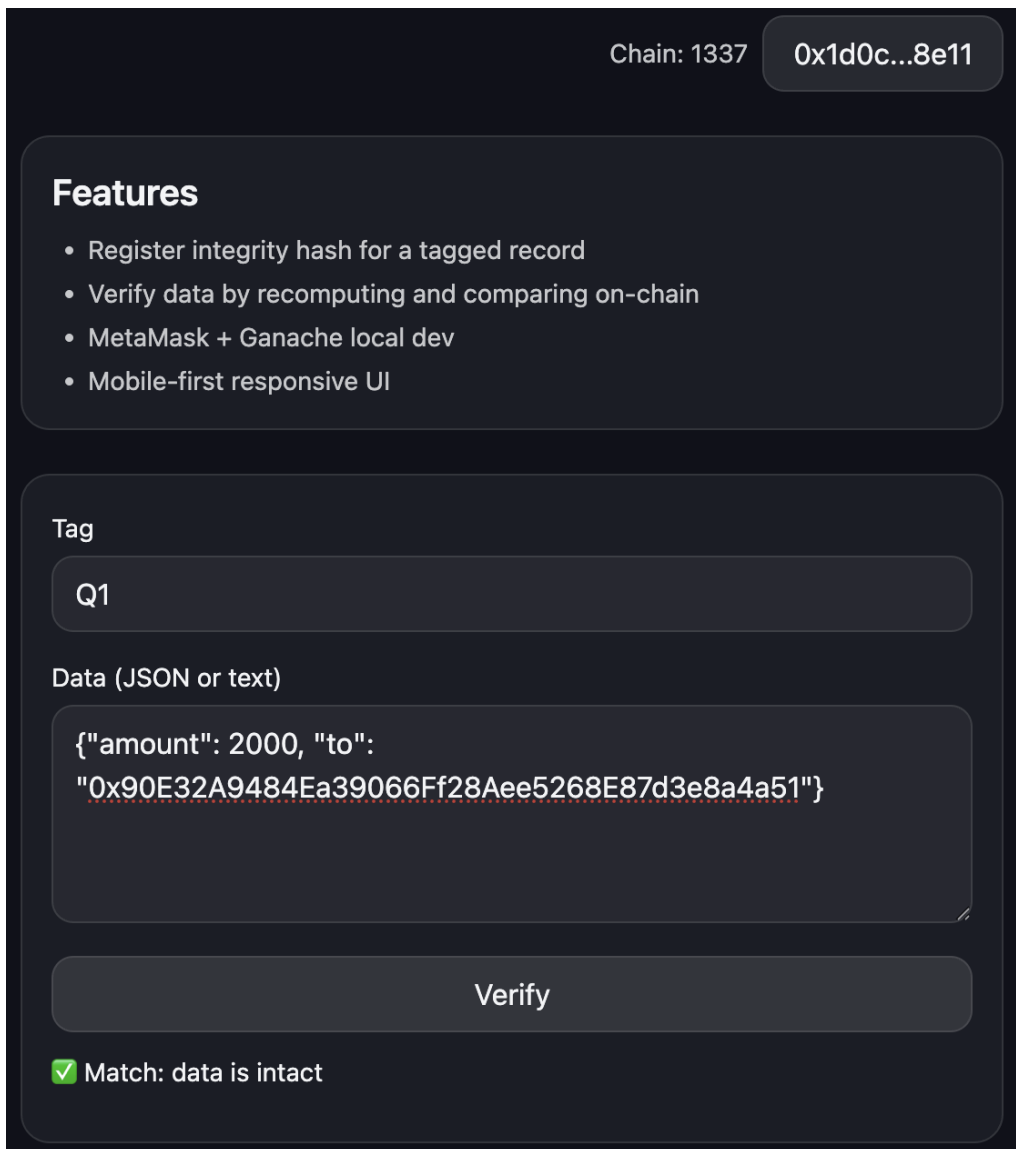 Chain: 1337 0x1d0c...8e11
Features
• Register integrity hash for a tagged record
• Verify data by recomputing and comparing on-chain
• MetaMask + Ganache local dev
• Mobile-first responsive UI
Tag
Q1
Data (JSON or text)
{"amount": 2000, "to":
"0x90E32A9484Ea39066Ff28Aee5268E87d3e8a4a51"}
Verify
✅ Match: data is intact